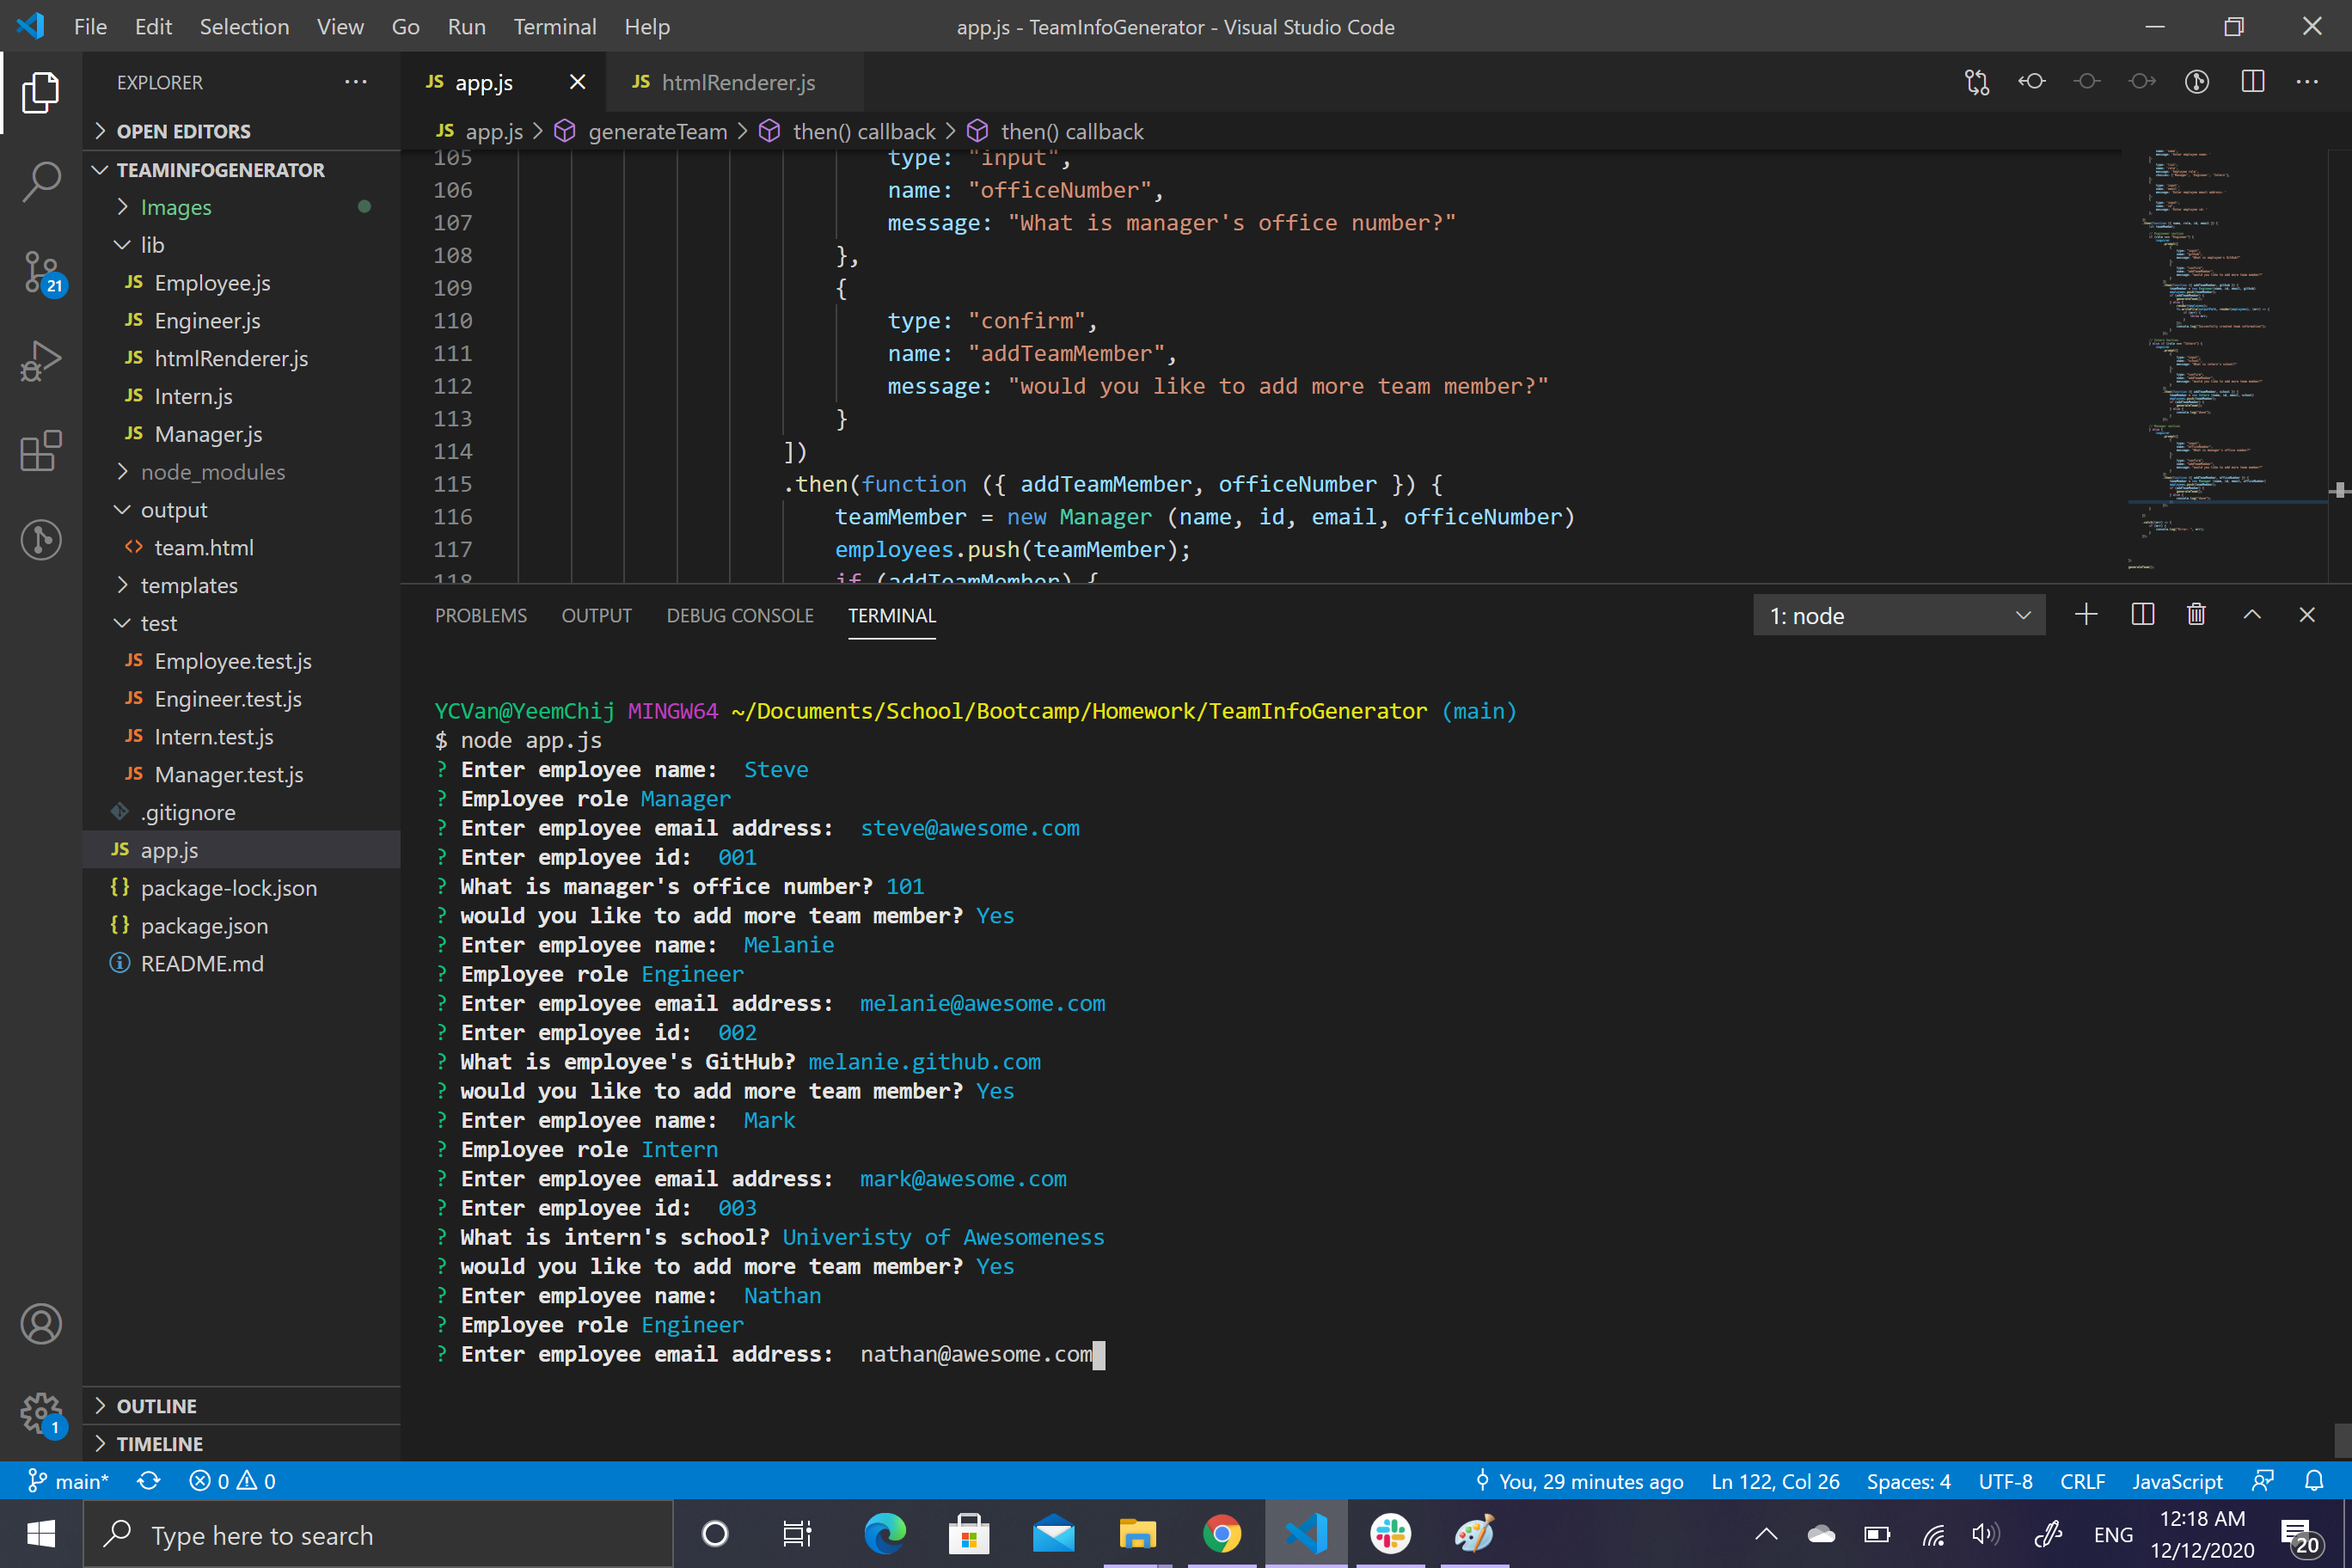 File Edit Selection View Go Run Terminal Help
app.js - TeamInfoGenerator - Visual Studio Code
EXPLORER
OPEN EDITORS
TEAMINFOGENERATOR
Images
lib
JS Employee.js
JS Engineer.js
JS htmlRenderer.js
JS Intern.js
JS Manager.js
node_modules
output
<> team.html
templates
test
JS Employee.test.js
JS Engineer.test.js
JS Intern.test.js
JS Manager.test.js
.gitignore
JS app.js
{} package-lock.json
{} package.json
README.md
OUTLINE
TIMELINE
21
1
JS app.js
JS htmlRenderer.js
JS app.js > generateTeam > then() callback > then() callback
105 type: "input",
106 name: "officeNumber",
107 message: "What is manager's office number?"
108 },
109 {
110 type: "confirm",
111 name: "addTeamMember",
112 message: "would you like to add more team member?"
113 }
114 ])
115 .then(function ({ addTeamMember, officeNumber }) {
116 teamMember = new Manager (name, id, email, officeNumber)
117 employees.push(teamMember);
118 if (addTeamMember) {
PROBLEMS OUTPUT DEBUG CONSOLE TERMINAL
1: node
YCVan@YeemChij MINGW64 ~/Documents/School/Bootcamp/Homework/TeamInfoGenerator (main)
$ node app.js
? Enter employee name: Steve
? Employee role Manager
? Enter employee email address: steve@awesome.com
? Enter employee id: 001
? What is manager's office number? 101
? would you like to add more team member? Yes
? Enter employee name: Melanie
? Employee role Engineer
? Enter employee email address: melanie@awesome.com
? Enter employee id: 002
? What is employee's GitHub? melanie.github.com
? would you like to add more team member? Yes
? Enter employee name: Mark
? Employee role Intern
? Enter employee email address: mark@awesome.com
? Enter employee id: 003
? What is intern's school? Univeristy of Awesomeness
? would you like to add more team member? Yes
? Enter employee name: Nathan
? Employee role Engineer
? Enter employee email address: nathan@awesome.com
main* 0 0
You, 29 minutes ago Ln 122, Col 26 Spaces: 4 UTF-8 CRLF JavaScript
Type here to search
ENG
12:18 AM
12/12/2020
20